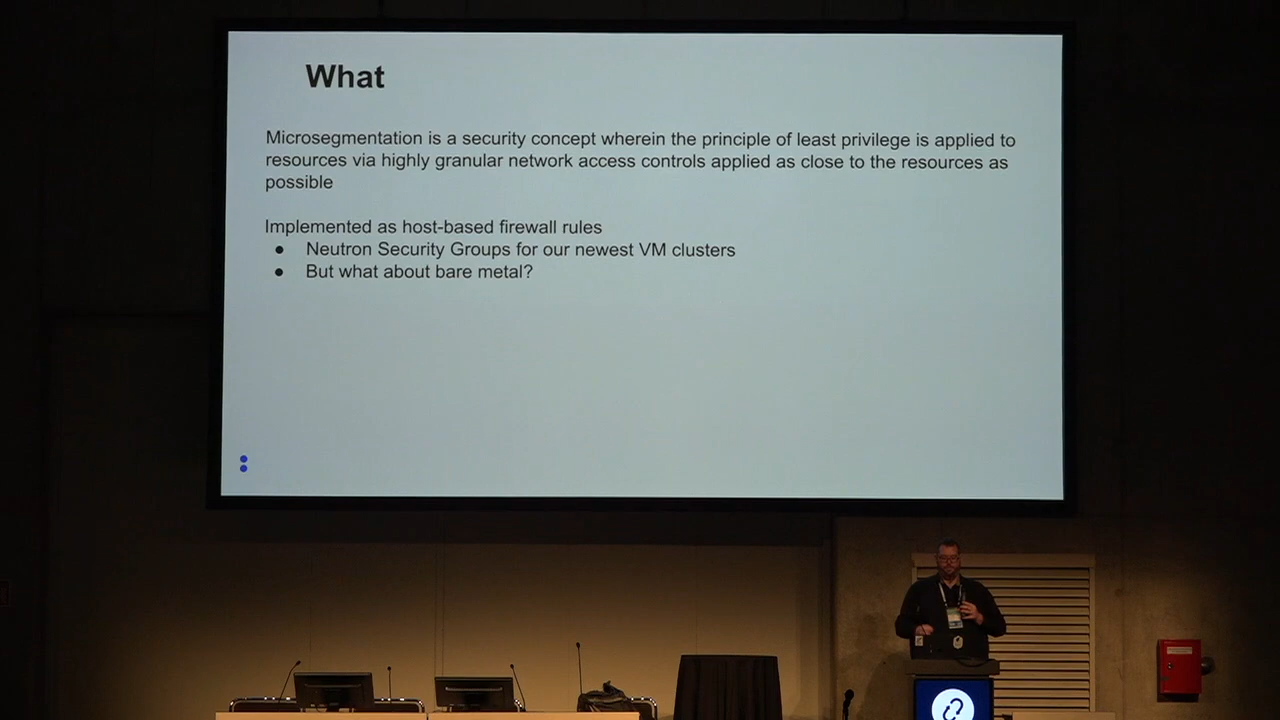 What
Microsegmentation is a security concept wherein the principle of least privilege is applied to
resources via highly granular network access controls applied as close to the resources as
possible
Implemented as host-based firewall rules
● Neutron Security Groups for our newest VM clusters
● But what about bare metal?